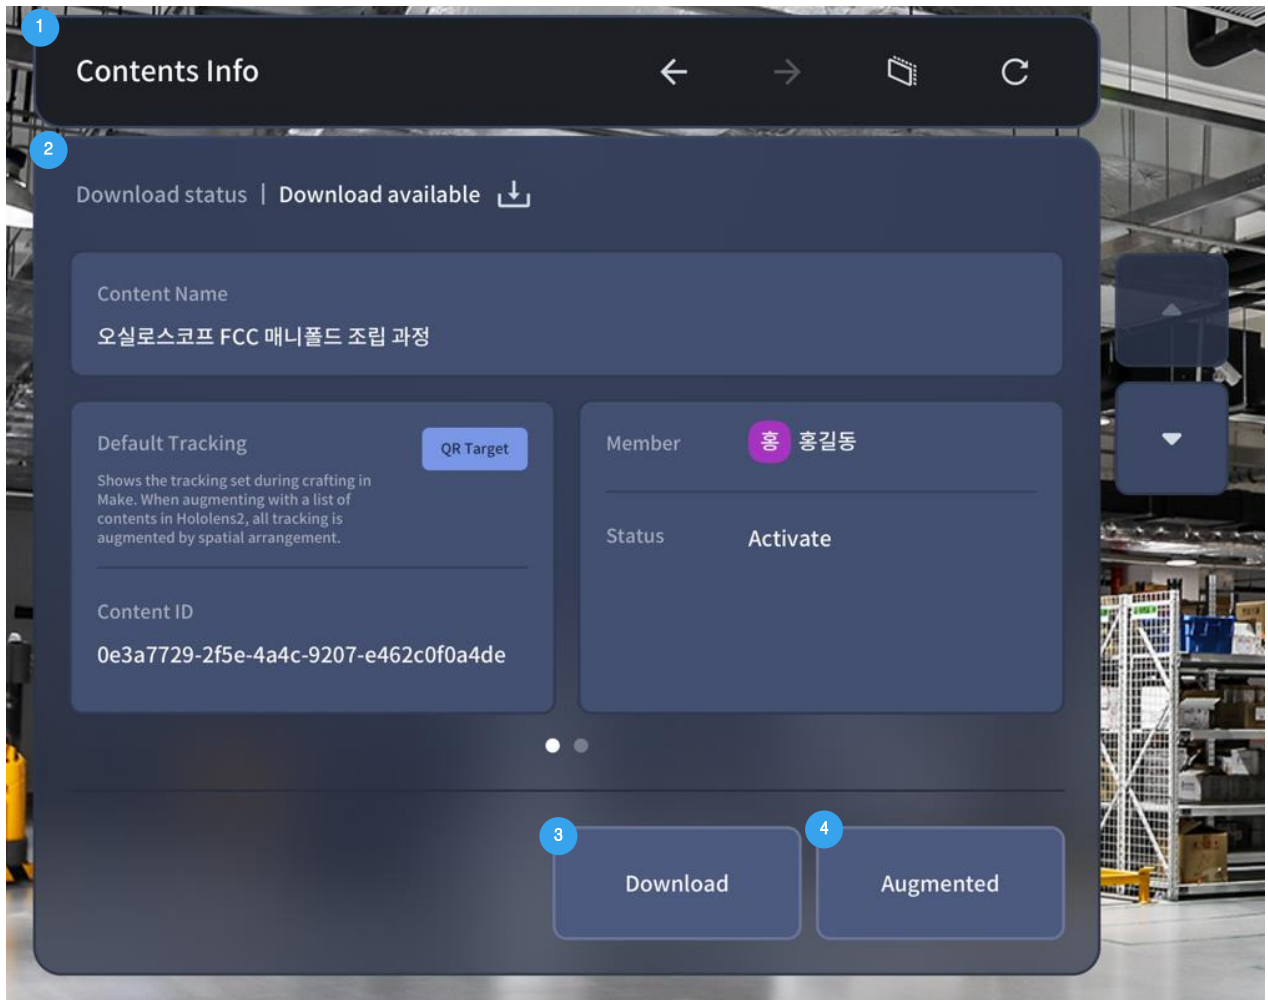 1
Contents Info
2
Download status | Download available
Content Name
오실로스코프 FCC 매니폴드 조립 과정
Default Tracking
QR Target
Shows the tracking set during crafting in
Make. When augmenting with a list of
contents in Hololens2, all tracking is
augmented by spatial arrangement.
Content ID
0e3a7729-2f5e-4a4c-9207-e462c0f0a4de
Member
홍 홍길동
Status
Activate
3
Download
4
Augmented